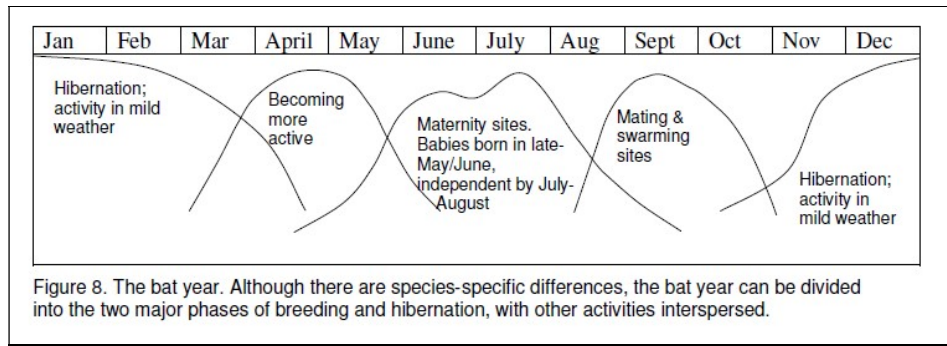 Jan Feb Mar April May June July Aug Sept Oct Nov Dec
Hibernation;
activity in mild
weather
Becoming
more
active
Maternity sites.
Babies born in late-
May/June,
independent by July-
August
Mating &
swarming
sites
Hibernation;
activity in
mild weather
Figure 8. The bat year. Although there are species-specific differences, the bat year can be divided
into the two major phases of breeding and hibernation, with other activities interspersed.